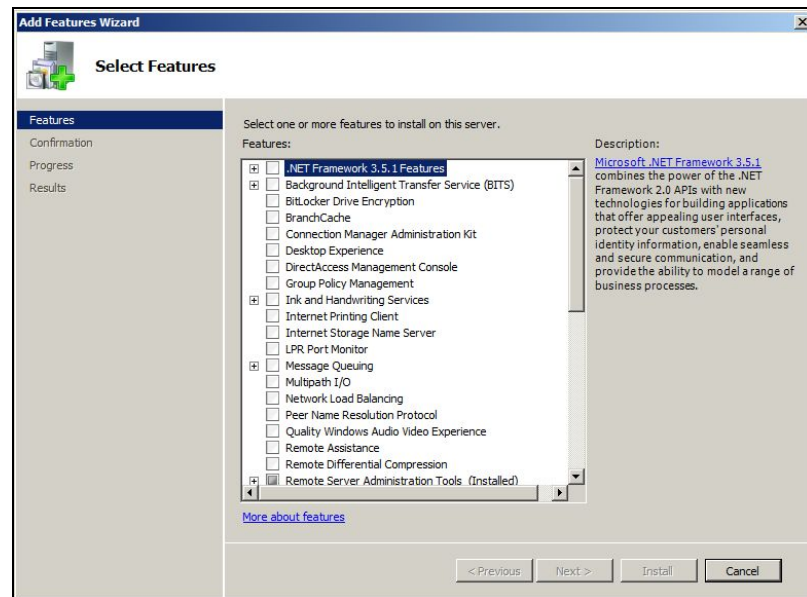 Add Features Wizard
Select Features
Features
Confirmation
Progress
Results
Select one or more features to install on this server.
Features:
.NET Framework 3.5.1 Features
Background Intelligent Transfer Service (BITS)
BitLocker Drive Encryption
BranchCache
Connection Manager Administration Kit
Desktop Experience
DirectAccess Management Console
Group Policy Management
Ink and Handwriting Services
Internet Printing Client
Internet Storage Name Server
LPR Port Monitor
Message Queuing
Multipath I/O
Network Load Balancing
Peer Name Resolution Protocol
Quality Windows Audio Video Experience
Remote Assistance
Remote Differential Compression
Remote Server Administration Tools (Installed)
More about features
Description:
Microsoft .NET Framework 3.5.1
combines the power of the .NET
Framework 2.0 APIs with new
technologies for building applications
that offer appealing user interfaces,
protect your customers' personal
identity information, enable seamless
and secure communication, and
provide the ability to model a range of
business processes.
< Previous
Next >
Install
Cancel